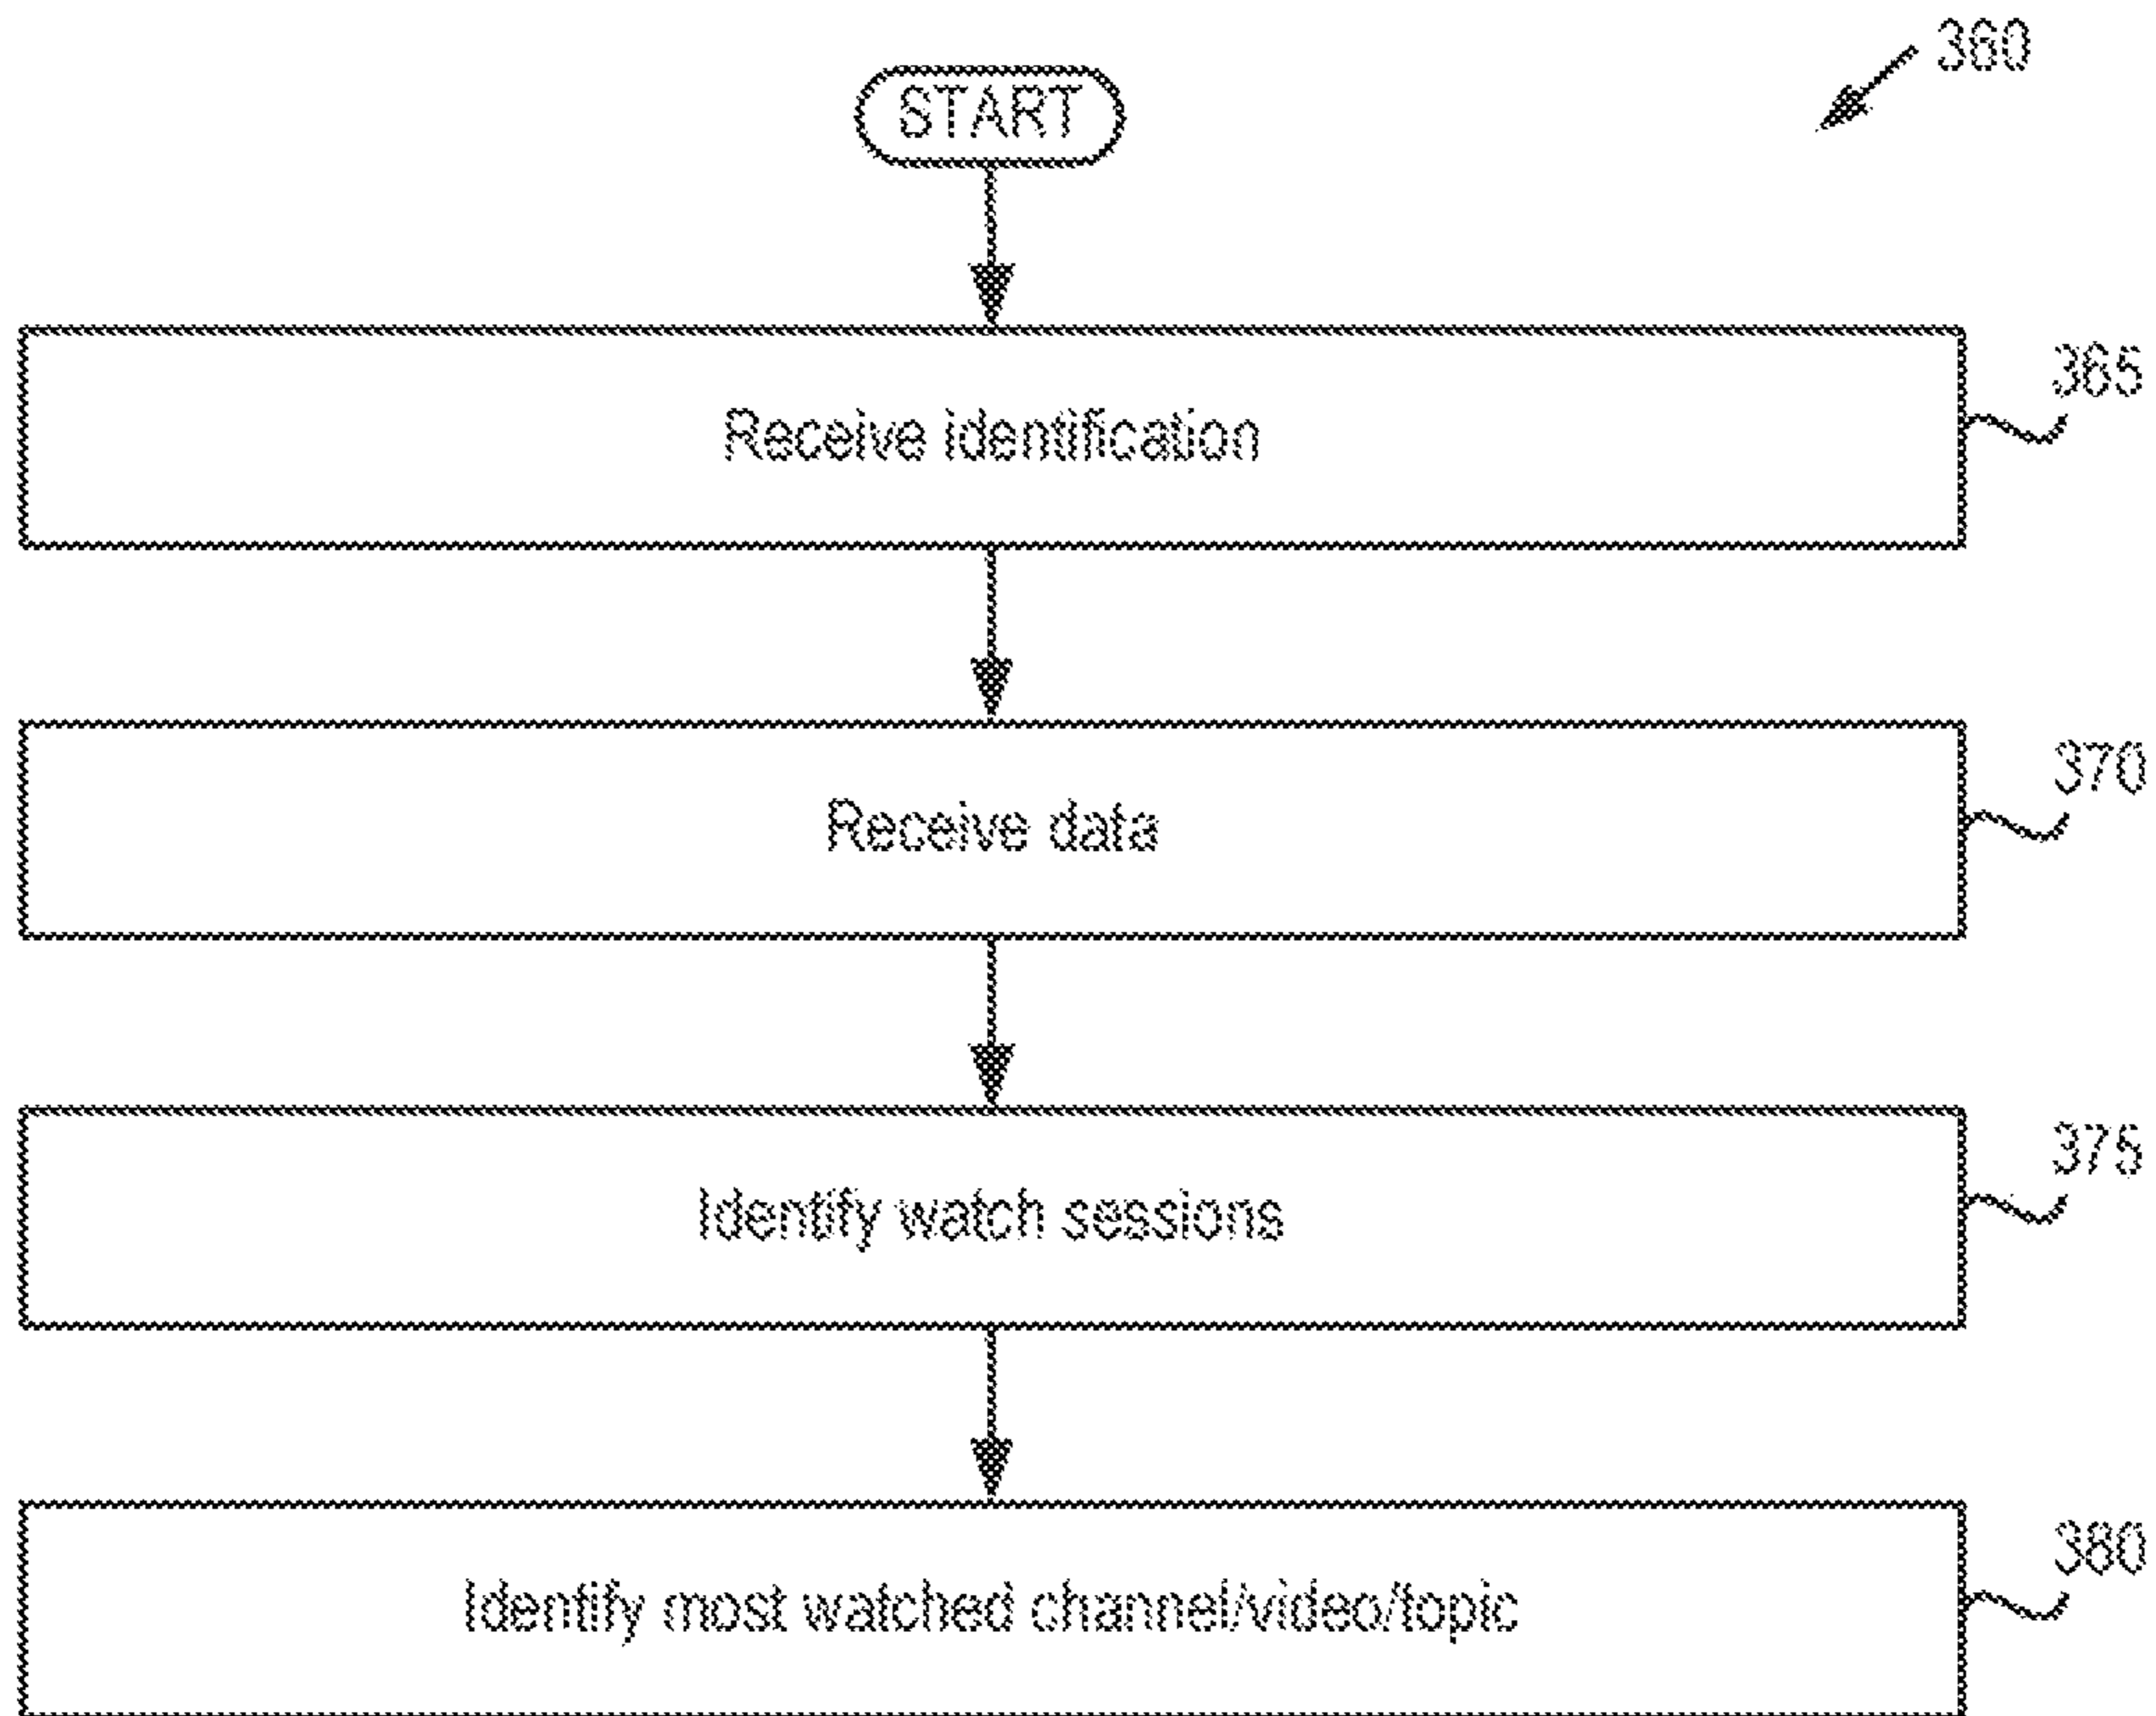 360
START
365
Receive identification
370
Receive data
375
Identify watch sessions
380
Identify most watched channel/video/topic